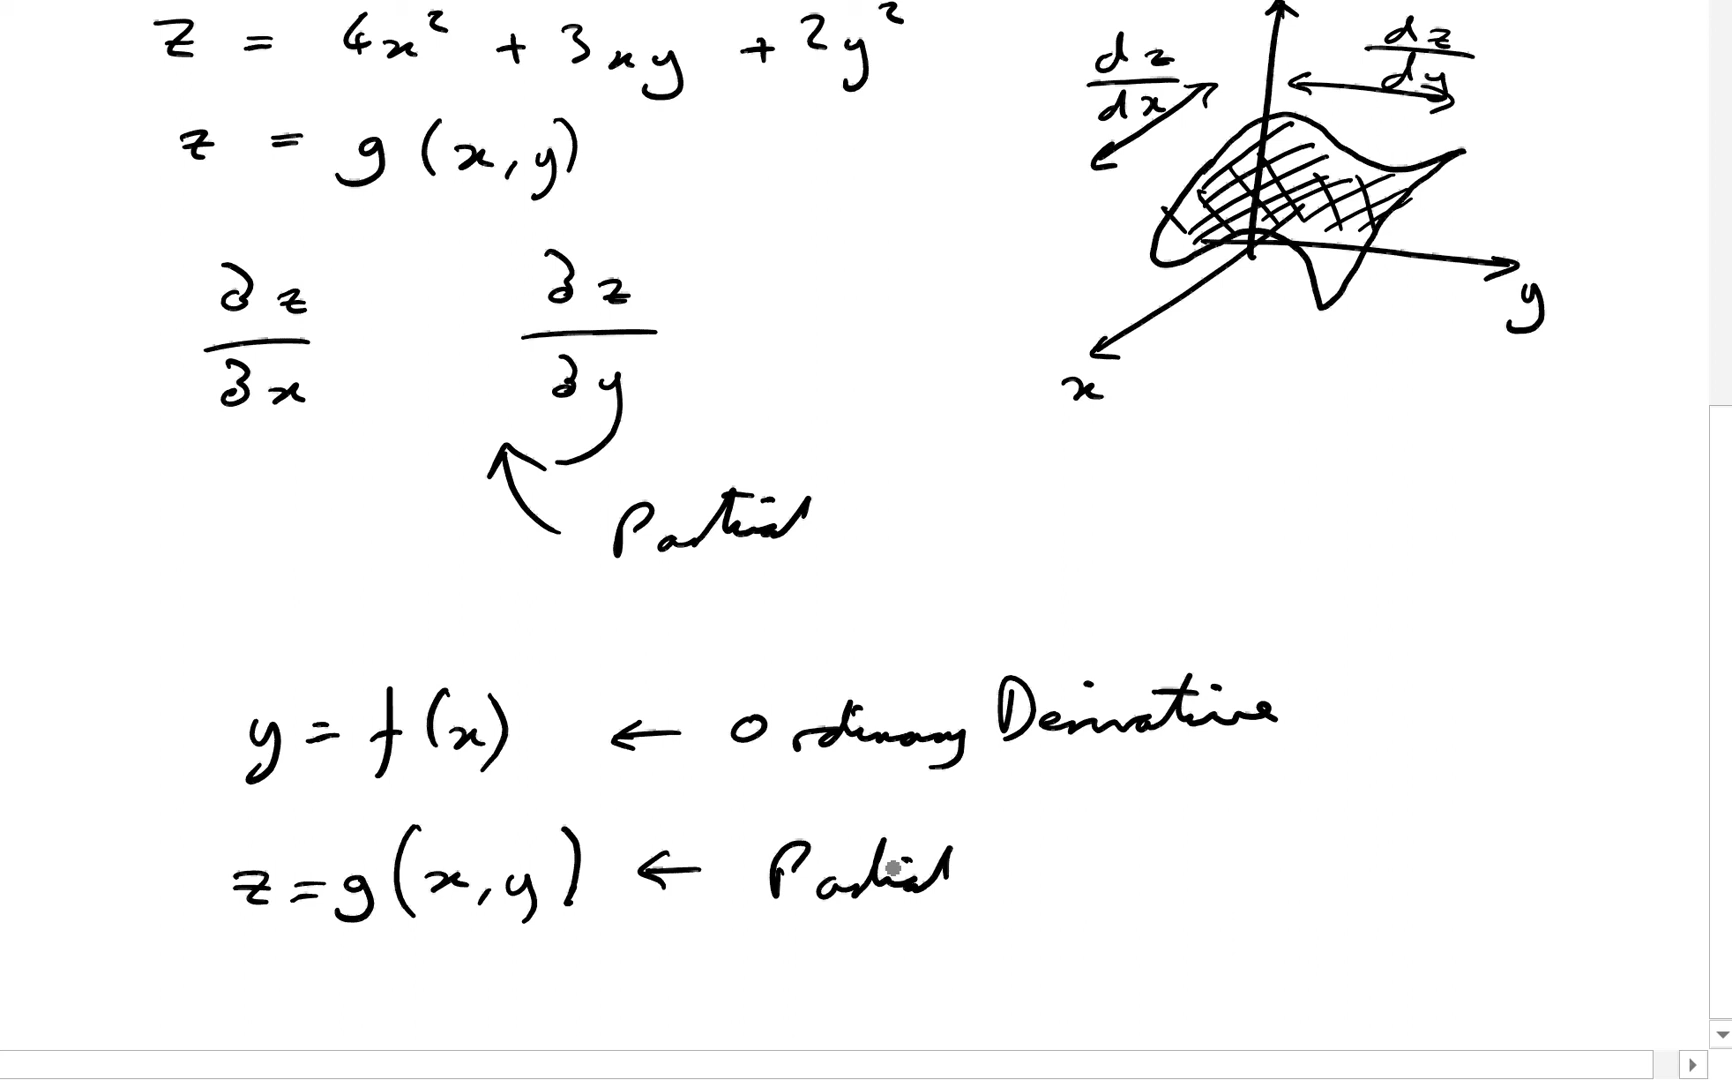 z = 4x² + 3xy + 2y²
z = g (x, y)
dz/dx
dz/dy
y
x
∂z/∂x ∂z/∂y
Partial
y = f(x) ← Ordinary Derivative
z = g(x, y) ← Partial